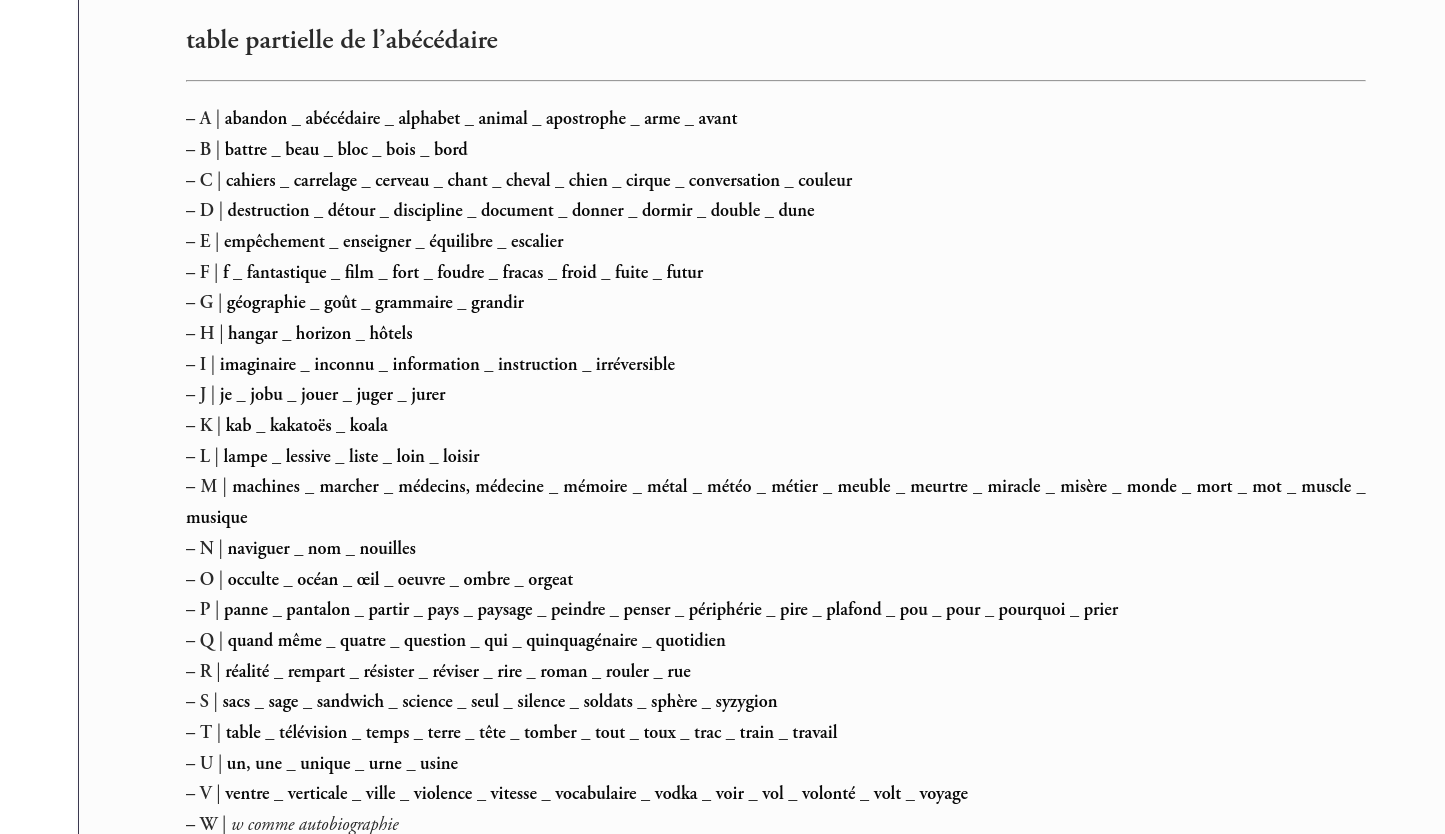 table partielle de l’abécédaire
– A | abandon _ abécédaire _ alphabet _ animal _ apostrophe _ arme _ avant
– B | battre _ beau _ bloc _ bois _ bord
– C | cahiers _ carrelage _ cerveau _ chant _ cheval _ chien _ cirque _ conversation _ couleur
– D | destruction _ détour _ discipline _ document _ donner _ dormir _ double _ dune
– E | empêchement _ enseigner _ équilibre _ escalier
– F | f _ fantastique _ film _ fort _ foudre _ fracas _ froid _ fuite _ futur
– G | géographie _ goût _ grammaire _ grandir
– H | hangar _ horizon _ hôtels
– I | imaginaire _ inconnu _ information _ instruction _ irréversible
– J | je _ jobu _ jouer _ juger _ jurer
– K | kab _ kakatoës _ koala
– L | lampe _ lessive _ liste _ loin _ loisir
– M | machines _ marcher _ médecins, médecine _ mémoire _ métal _ météo _ métier _ meuble _ meurtre _ miracle _ misère _ monde _ mort _ mot _ muscle _
musique
– N | naviguer _ nom _ nouilles
– O | occulte _ océan _ œil _ oeuvre _ ombre _ orgeat
– P | panne _ pantalon _ partir _ pays _ paysage _ peindre _ penser _ périphérie _ pire _ plafond _ pou _ pour _ pourquoi _ prier
– Q | quand même _ quatre _ question _ qui _ quinquagénaire _ quotidien
– R | réalité _ rempart _ résister _ réviser _ rire _ roman _ rouler _ rue
– S | sacs _ sage _ sandwich _ science _ seul _ silence _ soldats _ sphère _ syzygion
– T | table _ télévision _ temps _ terre _ tête _ tomber _ tout _ toux _ trac _ train _ travail
– U | un, une _ unique _ urne _ usine
– V | ventre _ verticale _ ville _ violence _ vitesse _ vocabulaire _ vodka _ voir _ vol _ volonté _ volt _ voyage
– W | w comme autobiographie